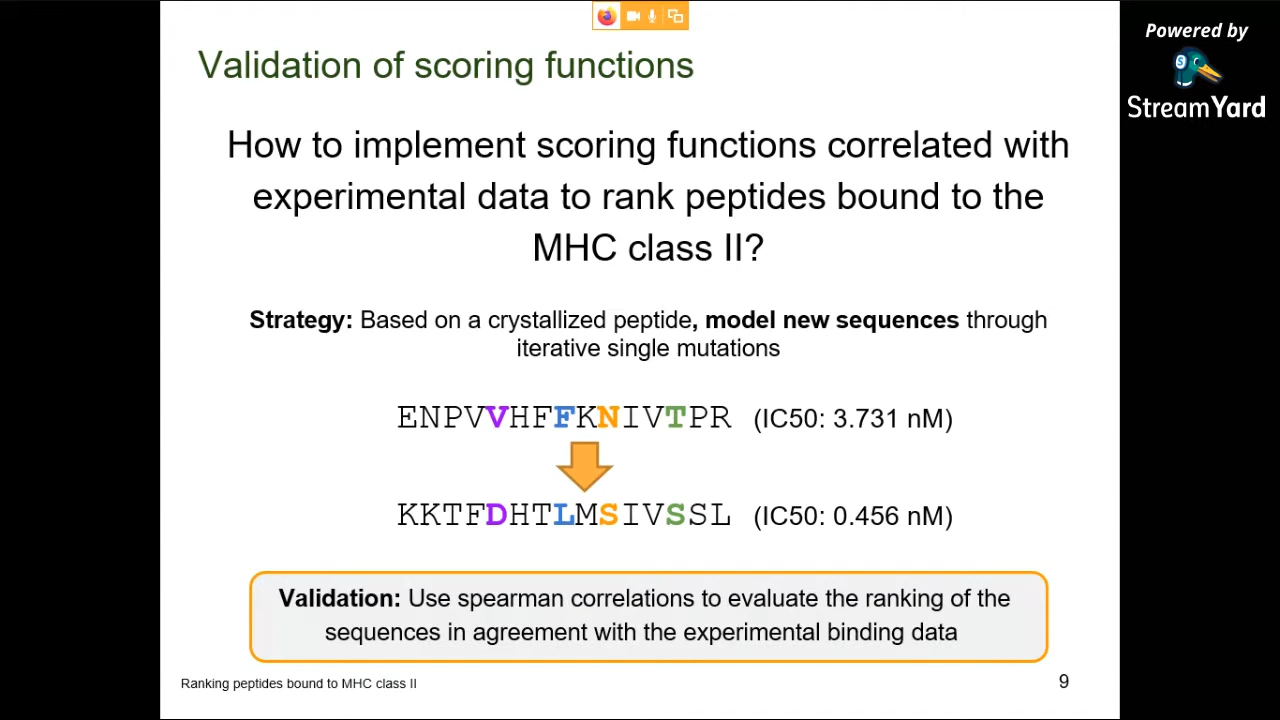 Validation of scoring functions
Powered by
StreamYard
How to implement scoring functions correlated with
experimental data to rank peptides bound to the
MHC class II?
Strategy: Based on a crystallized peptide, model new sequences through
iterative single mutations
ENPVVHFFKNIVTPR (IC50: 3.731 nM)
KKTFDHTLMSIVSSL (IC50: 0.456 nM)
Validation: Use spearman correlations to evaluate the ranking of the
sequences in agreement with the experimental binding data
Ranking peptides bound to MHC class II
9